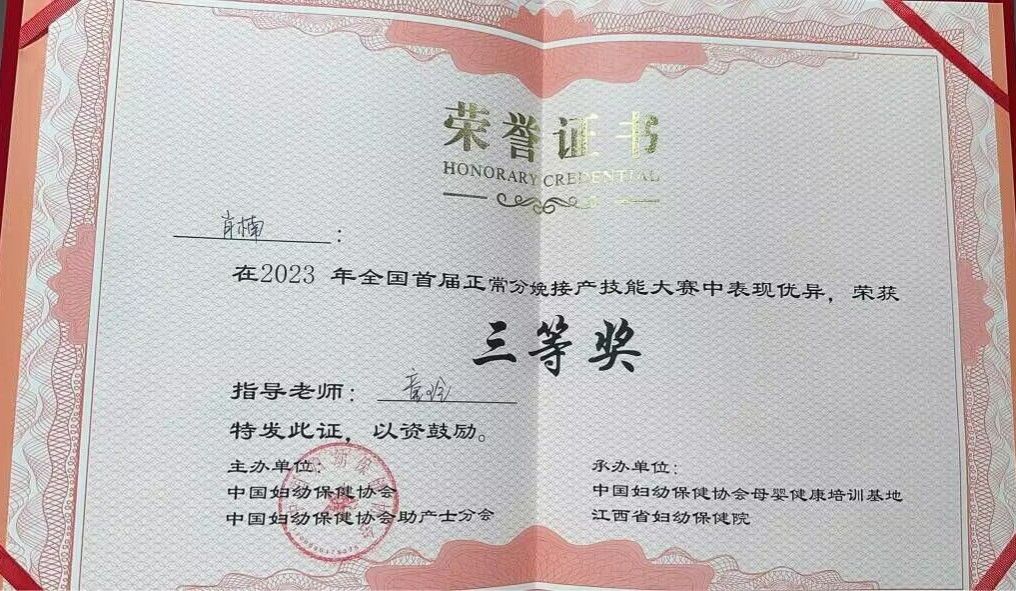 荣誉证书
HONORARY CREDENTIAL
肖楠：
在2023 年全国首届正常分娩接产技能大赛中表现优异，荣获
三等奖
指导老师：
特发此证，以资鼓励。
主办单位：
中国妇幼保健协会
中国妇幼保健协会助产士分会
承办单位：
中国妇幼保健协会母婴健康培训基地
江西省妇幼保健院